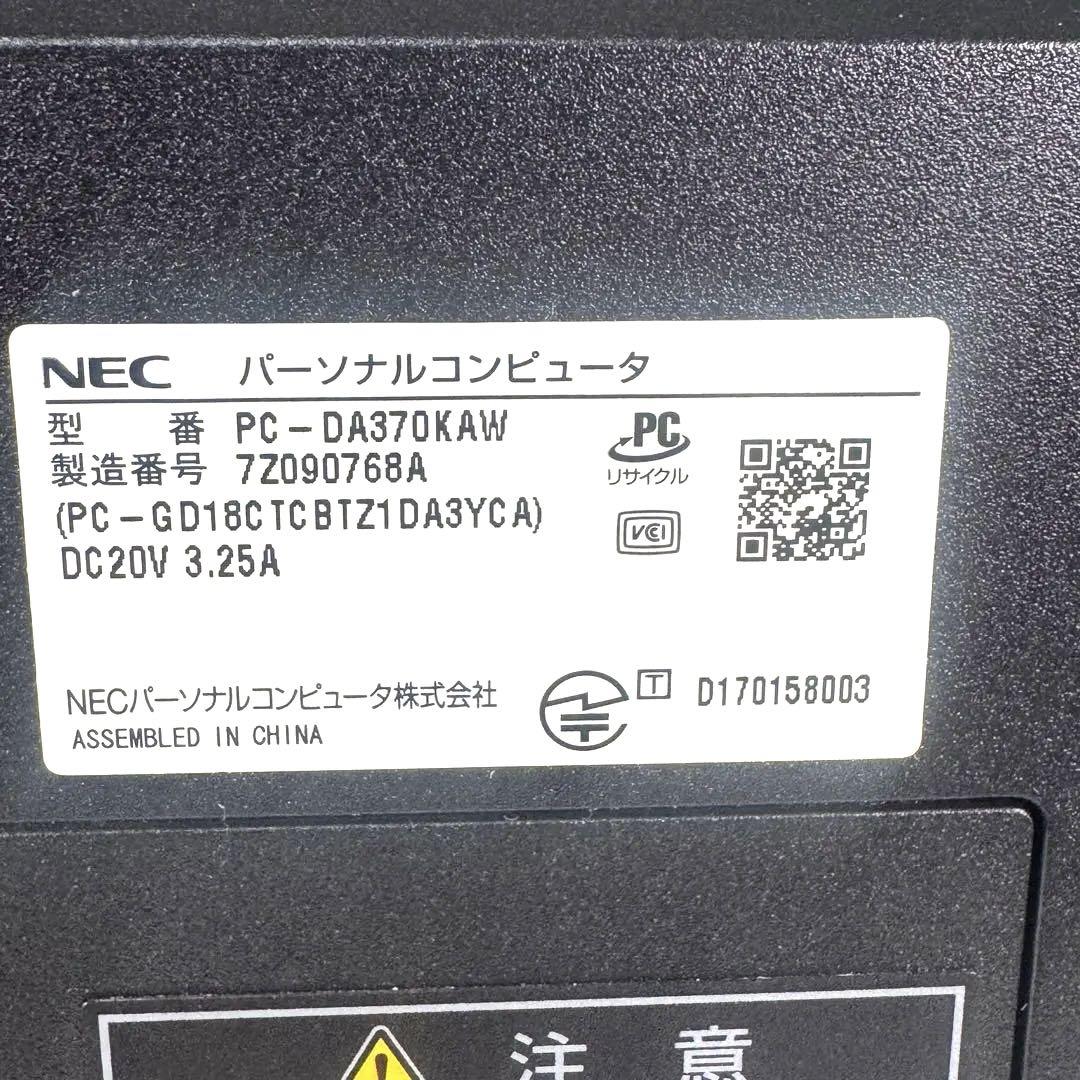 NEC パーソナルコンピュータ
型 番 PC-DA370KAW
製造番号 7Z090768A
(PC-GD18CTCBTZ1DA3YCA)
DC20V 3.25A
PC
リサイクル
VCCI
NECパーソナルコンピュータ株式会社
ASSEMBLED IN CHINA
T D170158003
注 意